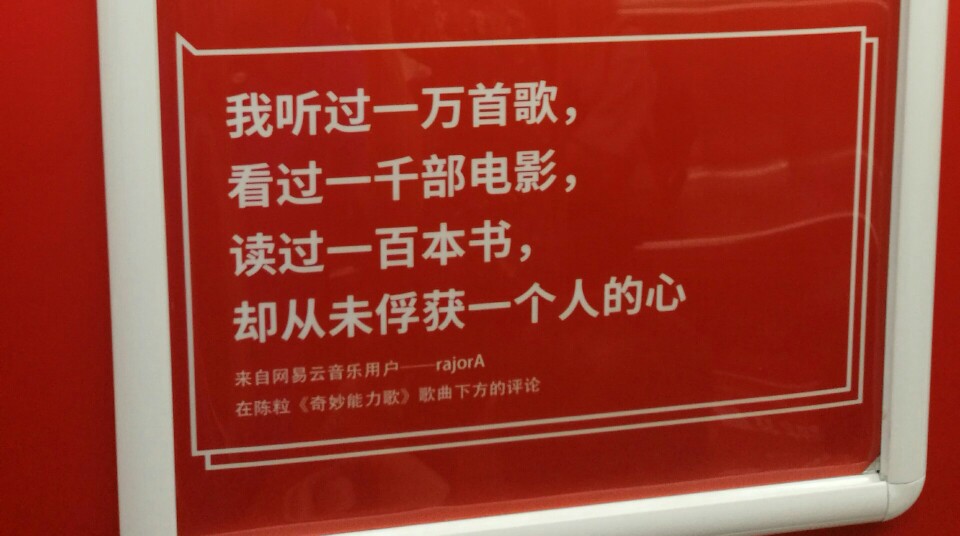 我听过一万首歌，
看过一千部电影，
读过一百本书，
却从未俘获一个人的心
来自网易云音乐用户——rajorA
在陈粒《奇妙能力歌》歌曲下方的评论